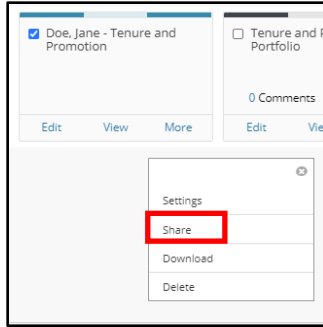 Doe, Jane - Tenure and
Promotion
Edit View More
Tenure and
Portfolio
0 Comments
Edit
Settings
Share
Download
Delete